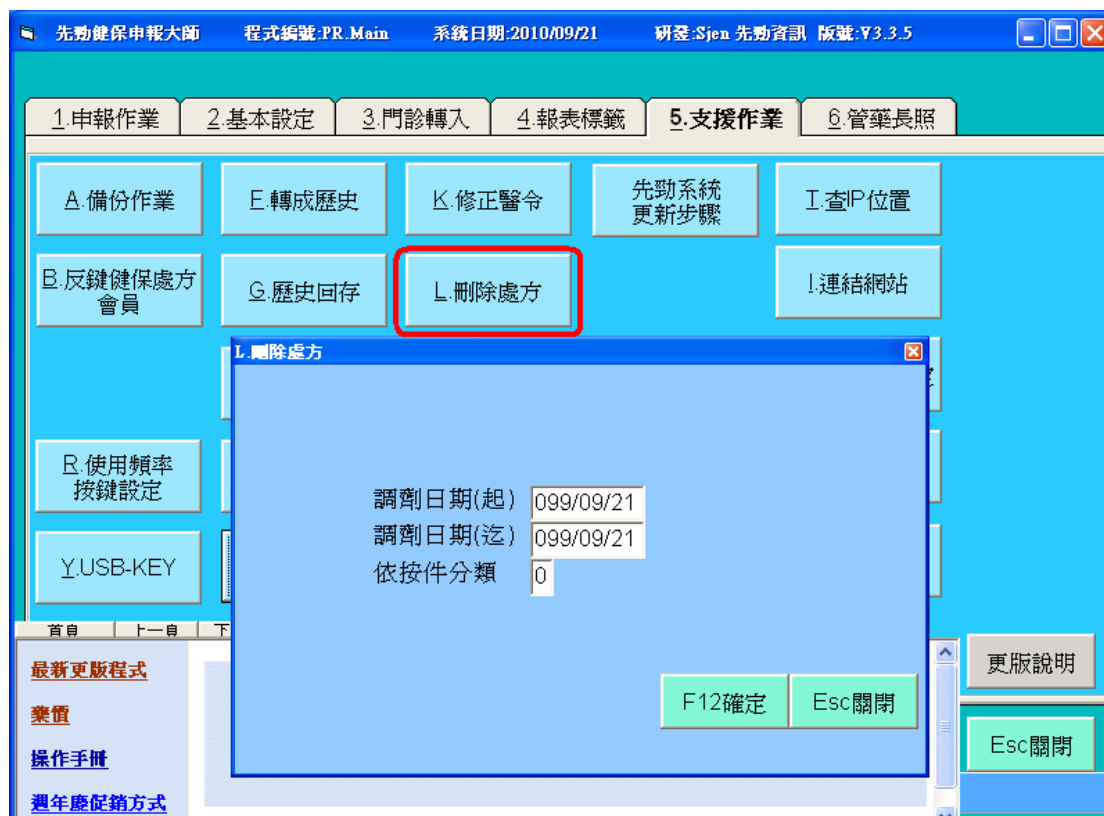 先勁健保申報大師 程式編號:PR.Main 系統日期:2010/09/21 研發:Sjen 先勁資訊 版號:V3.3.5
1.申報作業 2.基本設定 3.門診轉入 4.報表標籤 5.支援作業 6.管藥長照
A.備份作業 E.轉成歷史 K.修正醫令 先勁系統 T.查IP位置
更新步驟
B.反鍵健保處方 G.歷史回存 L.刪除處方 I.連結網站
會員
L.刪除處方
R.使用頻率
按鍵設定
調劑日期(起) 099/09/21
調劑日期(迄) 099/09/21
依按件分類 0
Y.USB-KEY
首頁 上一頁 下
最新更版程式
藥價
操作手冊
週年慶促銷方式
F12確定 Esc關閉
更版說明
Esc關閉